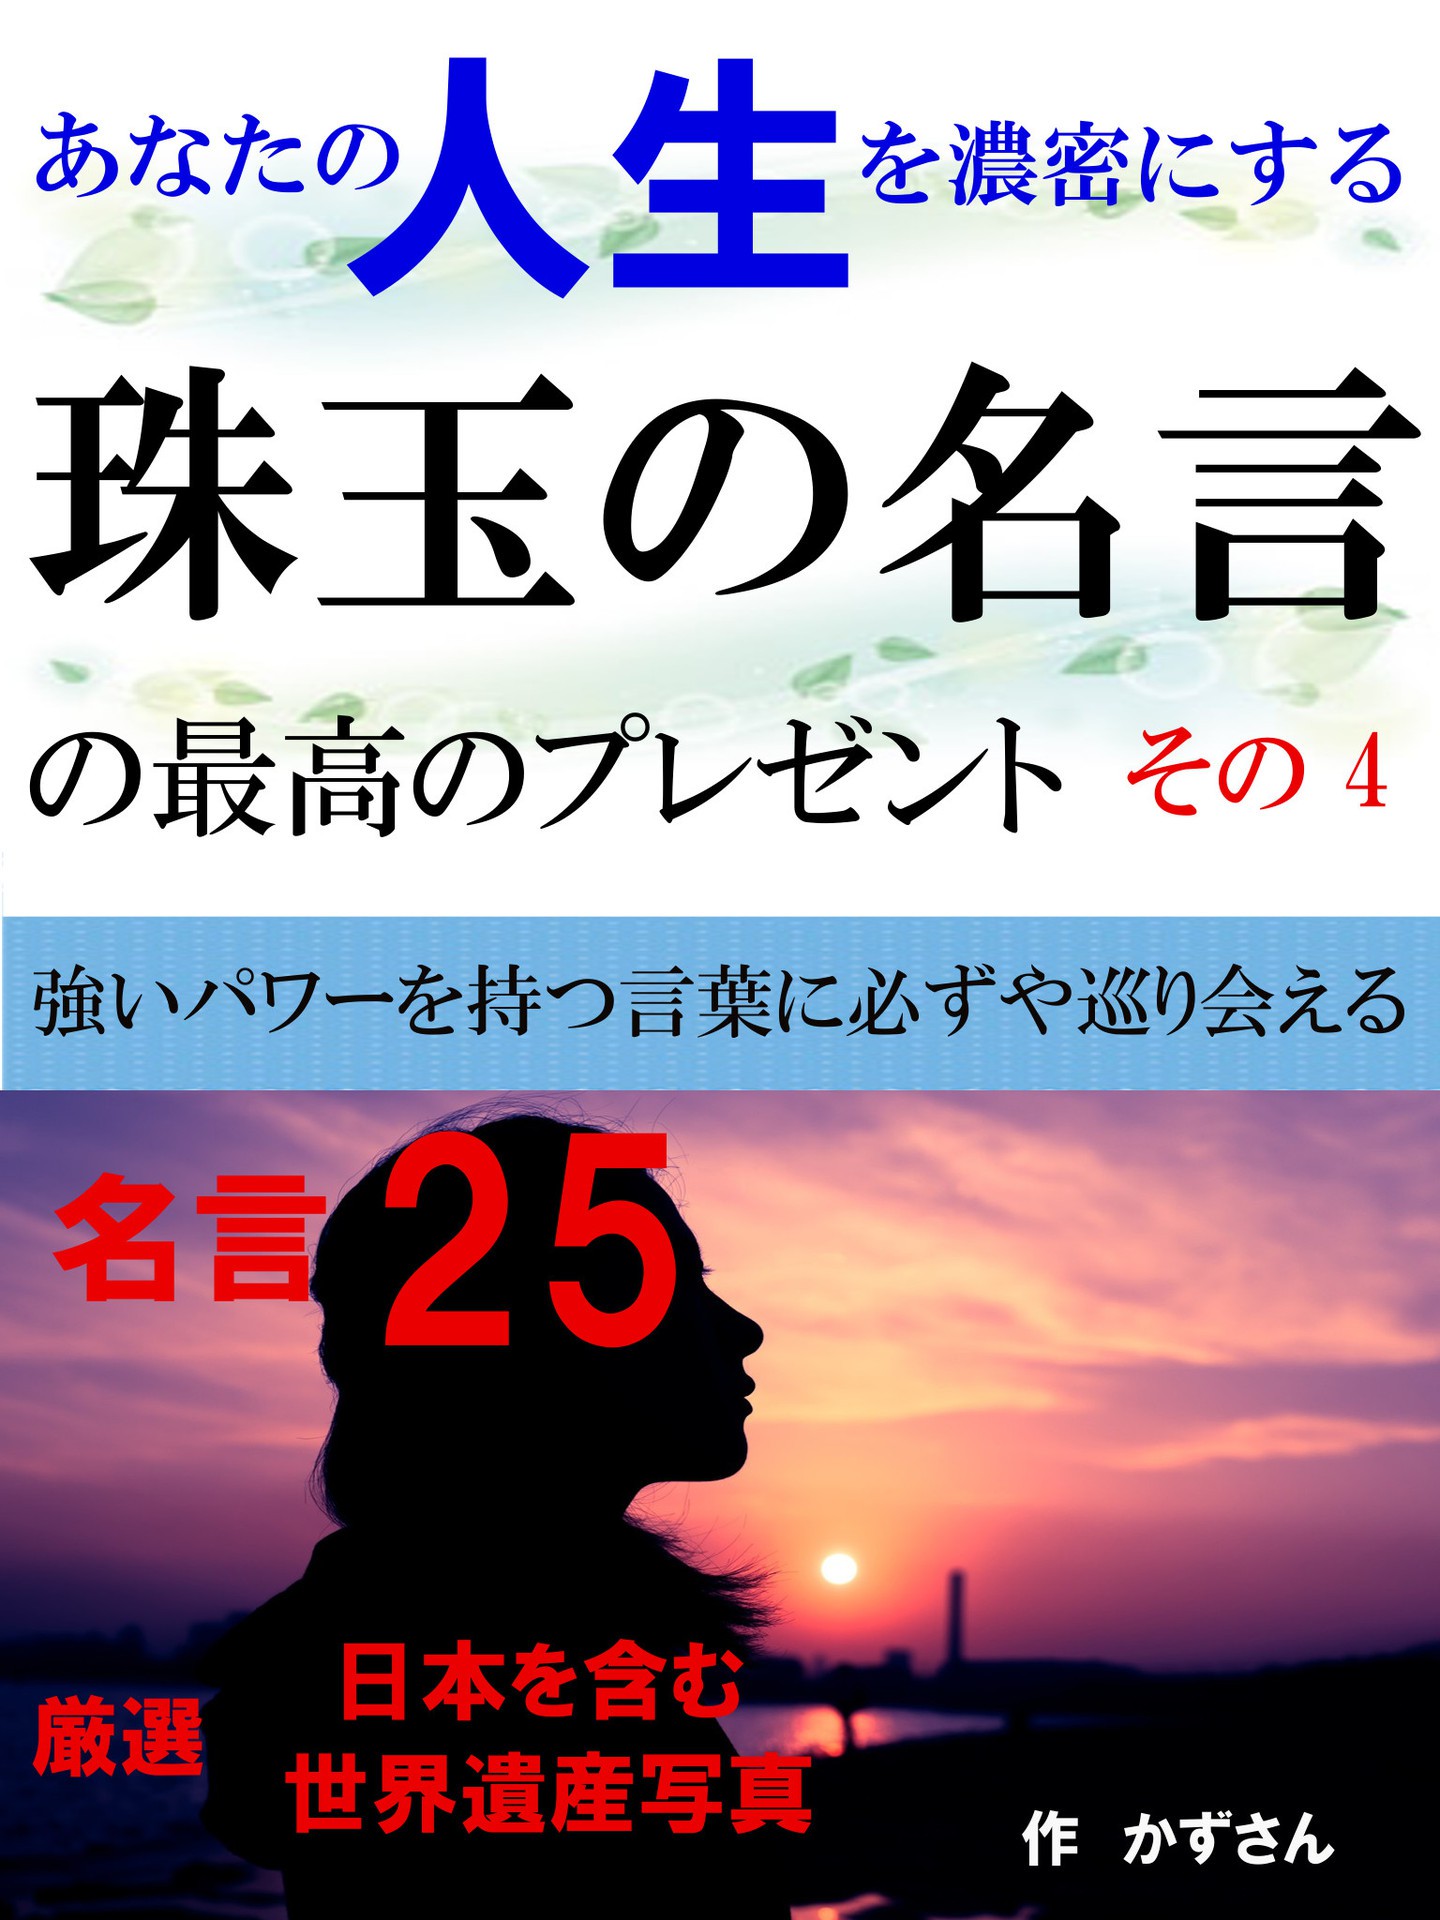 あなたの人生を濃密にする
珠玉の名言
の最高のプレゼント その 4
強いパワーを持つ言葉に必ずや巡り会える
名言25
厳選
日本を含む
世界遺産写真
作 かずさん